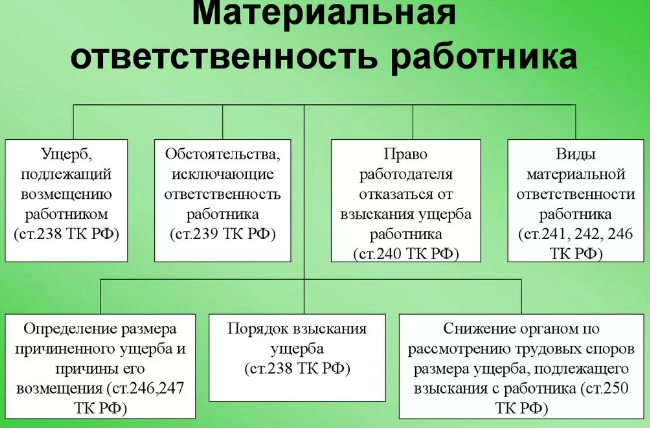 Материальная
ответственность работника
Ущерб,
подлежащий
возмещению
работником
(ст.238 ТК РФ)
Обстоятельства,
исключающие
ответственность
работника
(ст.239 ТК РФ)
Право
работодателя
отказаться от
взыскания ущерба
работника
(ст.240 ТК РФ)
Виды
материальной
ответственности
работника
(ст.241, 242, 246
ТК РФ)
Определение размера
причиненного ущерба и
причины его
возмещения (ст.246,247
ТК РФ)
Порядок взыскания
ущерба
(ст.238 ТК РФ)
Снижение органом по
рассмотрению трудовых споров
размера ущерба, подлежащего
взыскания с работника (ст.250
ТК РФ)